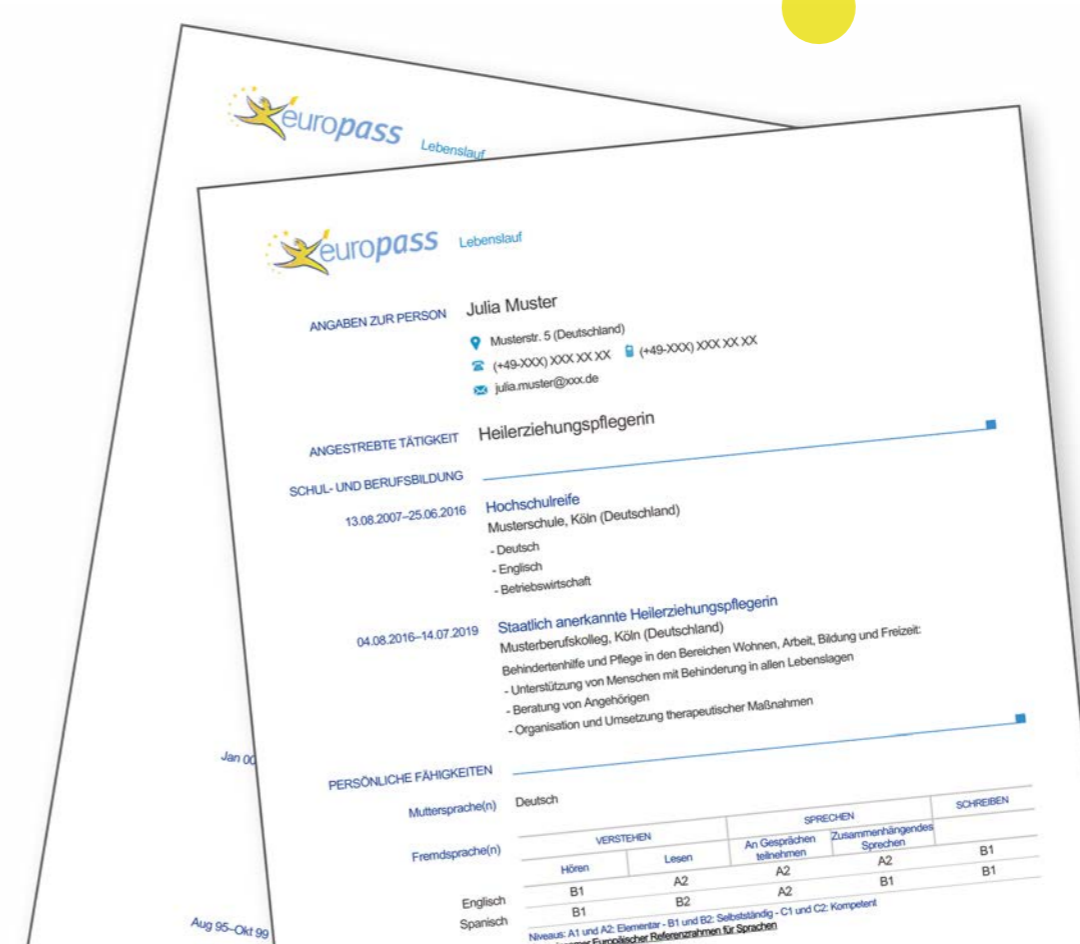 europass Lebenslauf
europass Lebenslauf
ANGABEN ZUR PERSON Julia Muster
Musterstr. 5 (Deutschland)
(+49-XXX) XXX XX XX (+49-XXX) XXX XX XX
julia.muster@xxx.de
ANGESTREBTE TÄTIGKEIT Heilerziehungspflegerin
SCHUL- UND BERUFSBILDUNG
13.08.2007–25.06.2016 Hochschulreife
Musterschule, Köln (Deutschland)
- Deutsch
- Englisch
- Betriebswirtschaft
04.08.2016–14.07.2019 Staatlich anerkannte Heilerziehungspflegerin
Musterberufskolleg, Köln (Deutschland)
Behindertenhilfe und Pflege in den Bereichen Wohnen, Arbeit, Bildung und Freizeit:
- Unterstützung von Menschen mit Behinderung in allen Lebenslagen
- Beratung von Angehörigen
- Organisation und Umsetzung therapeutischer Maßnahmen
Jan 00
PERSÖNLICHE FÄHIGKEITEN
Muttersprache(n) Deutsch
Fremdsprache(n) VERSTEHEN SPRECHEN SCHREIBEN
Hören Lesen An Gesprächen teilnehmen Zusammenhängendes Sprechen
Englisch B1 A2 A2 A2 B1
Spanisch B1 B2 A2 B1 B1
Niveaus: A1 und A2: Elementar - B1 und B2: Selbstständig - C1 und C2: Kompetent
Europäischer Referenzrahmen für Sprachen
Aug 95–Okt 99